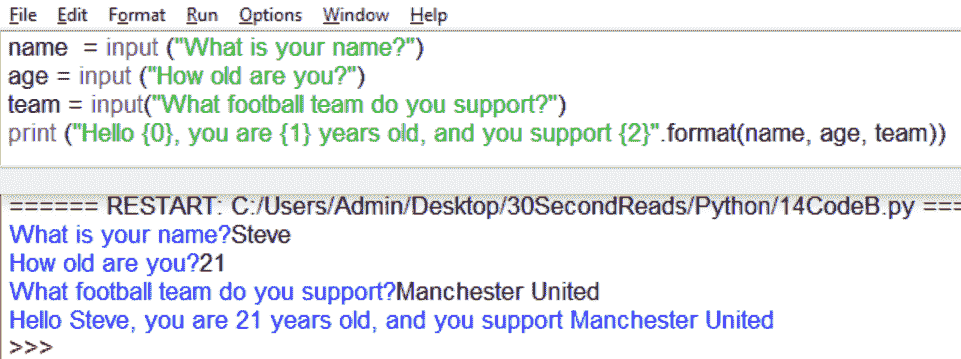 File Edit Format Run Options Window Help
name  = input ("What is your name?")
age = input ("How old are you?")
team = input("What football team do you support?")
print ("Hello {0}, you are {1} years old, and you support {2}".format(name, age, team))
====== RESTART: C:/Users/Admin/Desktop/30SecondReads/Python/14CodeB.py ===
What is your name?Steve
How old are you?21
What football team do you support?Manchester United
Hello Steve, you are 21 years old, and you support Manchester United
>>>